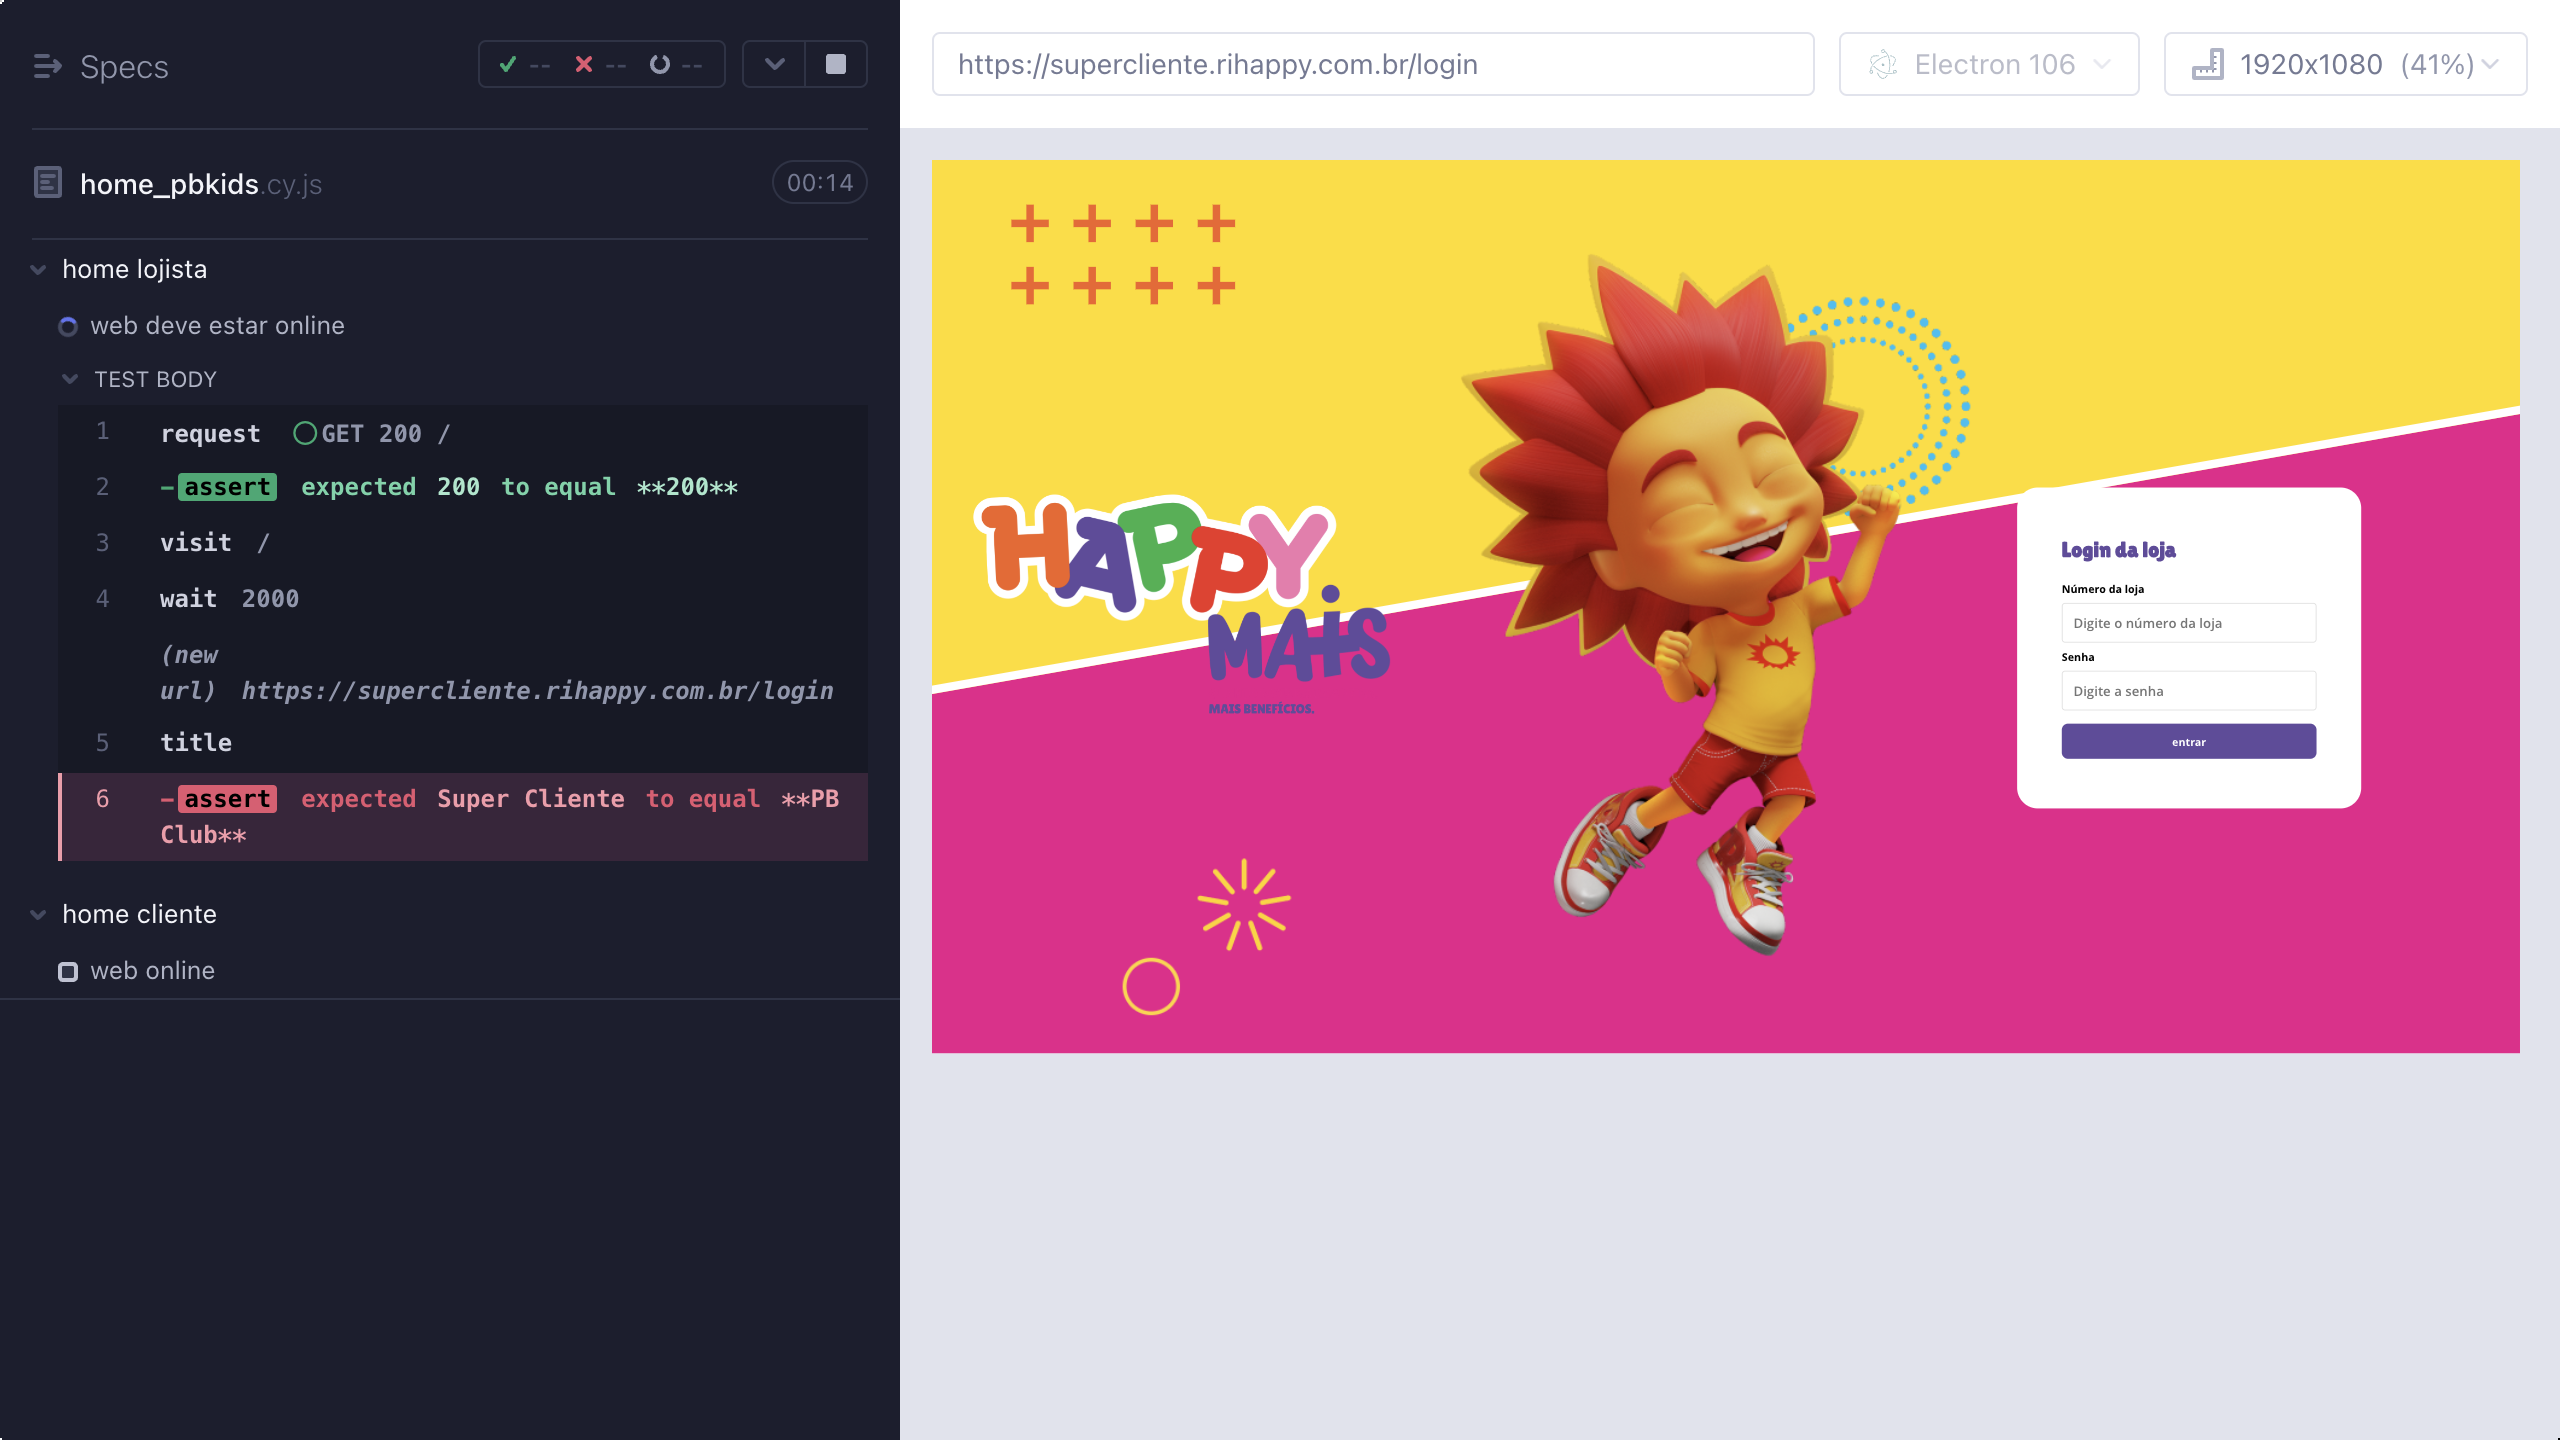 Specs
-- -- --
home_pbkids.cy.js 00:14
home lojista
web deve estar online
TEST BODY
1 request GET 200 /
2 -assert expected 200 to equal **200**
3 visit /
4 wait 2000
(new
url) https://supercliente.rihappy.com.br/login
5 title
6 -assert expected Super Cliente to equal **PB
Club**
home cliente
web online
https://supercliente.rihappy.com.br/login
Electron 106
1920x1080 (41%)
HAPPY
MAiS
MAIS BENEFÍCIOS.
Login da loja
Número da loja
Digite o número da loja
Senha
Digite a senha
entrar